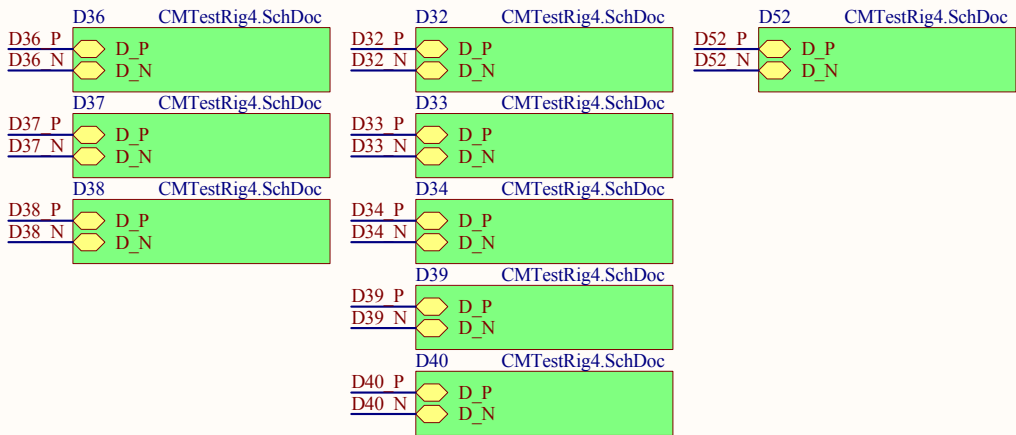 D36 CMTestRig4.SchDoc
D36_P D_P
D36_N D_N
D37 CMTestRig4.SchDoc
D37_P D_P
D37_N D_N
D38 CMTestRig4.SchDoc
D38_P D_P
D38_N D_N
D32 CMTestRig4.SchDoc
D32_P D_P
D32_N D_N
D33 CMTestRig4.SchDoc
D33_P D_P
D33_N D_N
D34 CMTestRig4.SchDoc
D34_P D_P
D34_N D_N
D39 CMTestRig4.SchDoc
D39_P D_P
D39_N D_N
D40 CMTestRig4.SchDoc
D40_P D_P
D40_N D_N
D52 CMTestRig4.SchDoc
D52_P D_P
D52_N D_N